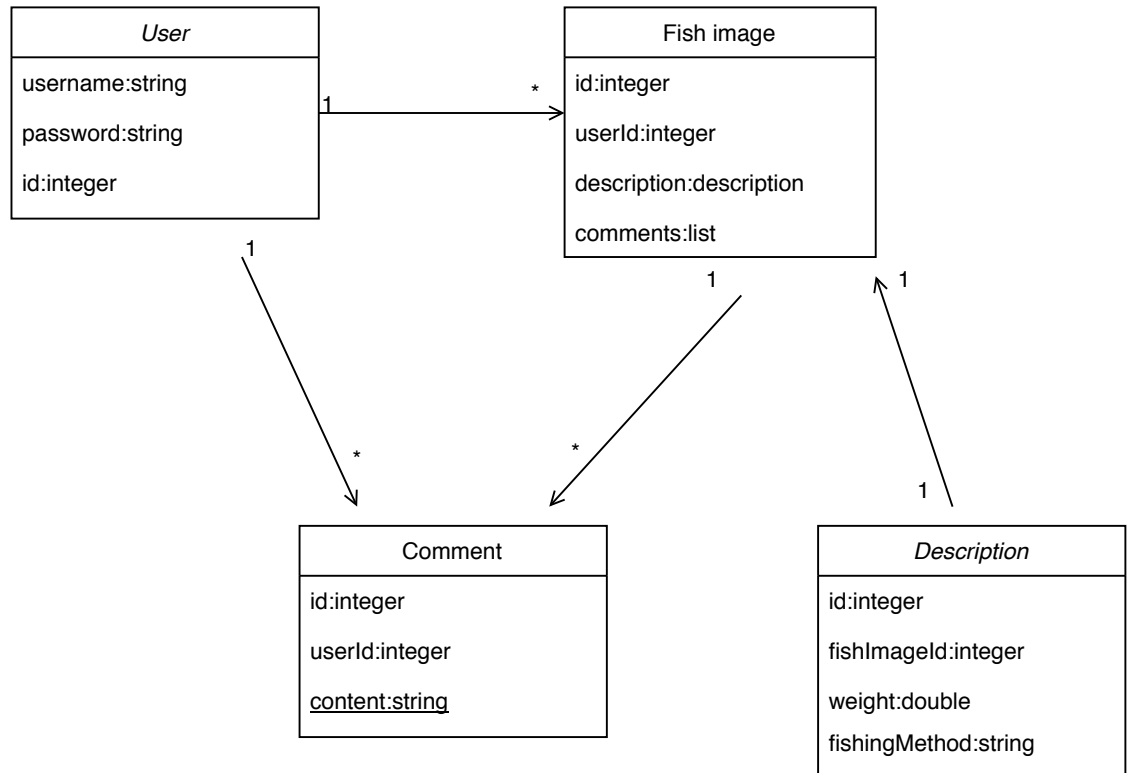 User
username:string
password:string
id:integer
Fish image
id:integer
userId:integer
description:description
comments:list
1
*
1
*
1
*
1
1
Comment
id:integer
userId:integer
content:string
Description
id:integer
fishImageId:integer
weight:double
fishingMethod:string